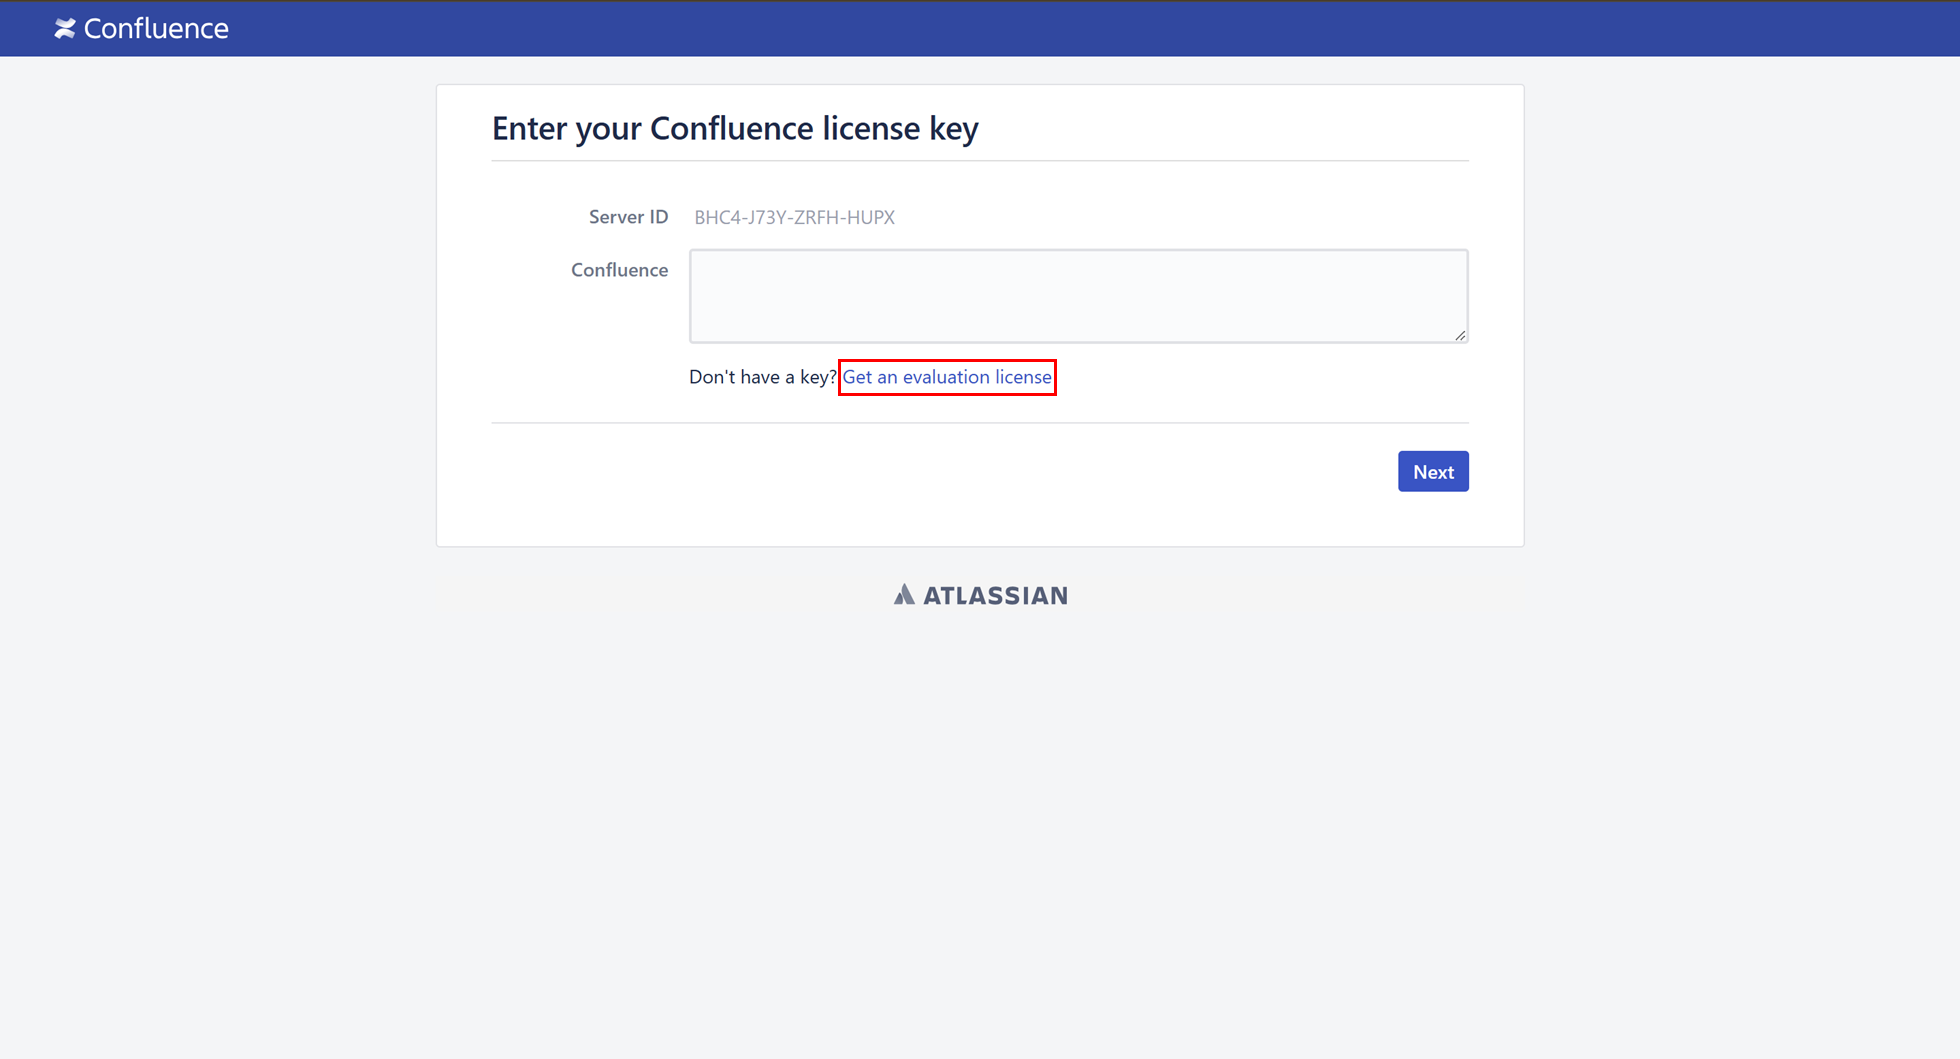 Confluence
Enter your Confluence license key
Server ID BHC4-J73Y-ZRFH-HUPX
Confluence
Don't have a key? Get an evaluation license
Next
ATLASSIAN